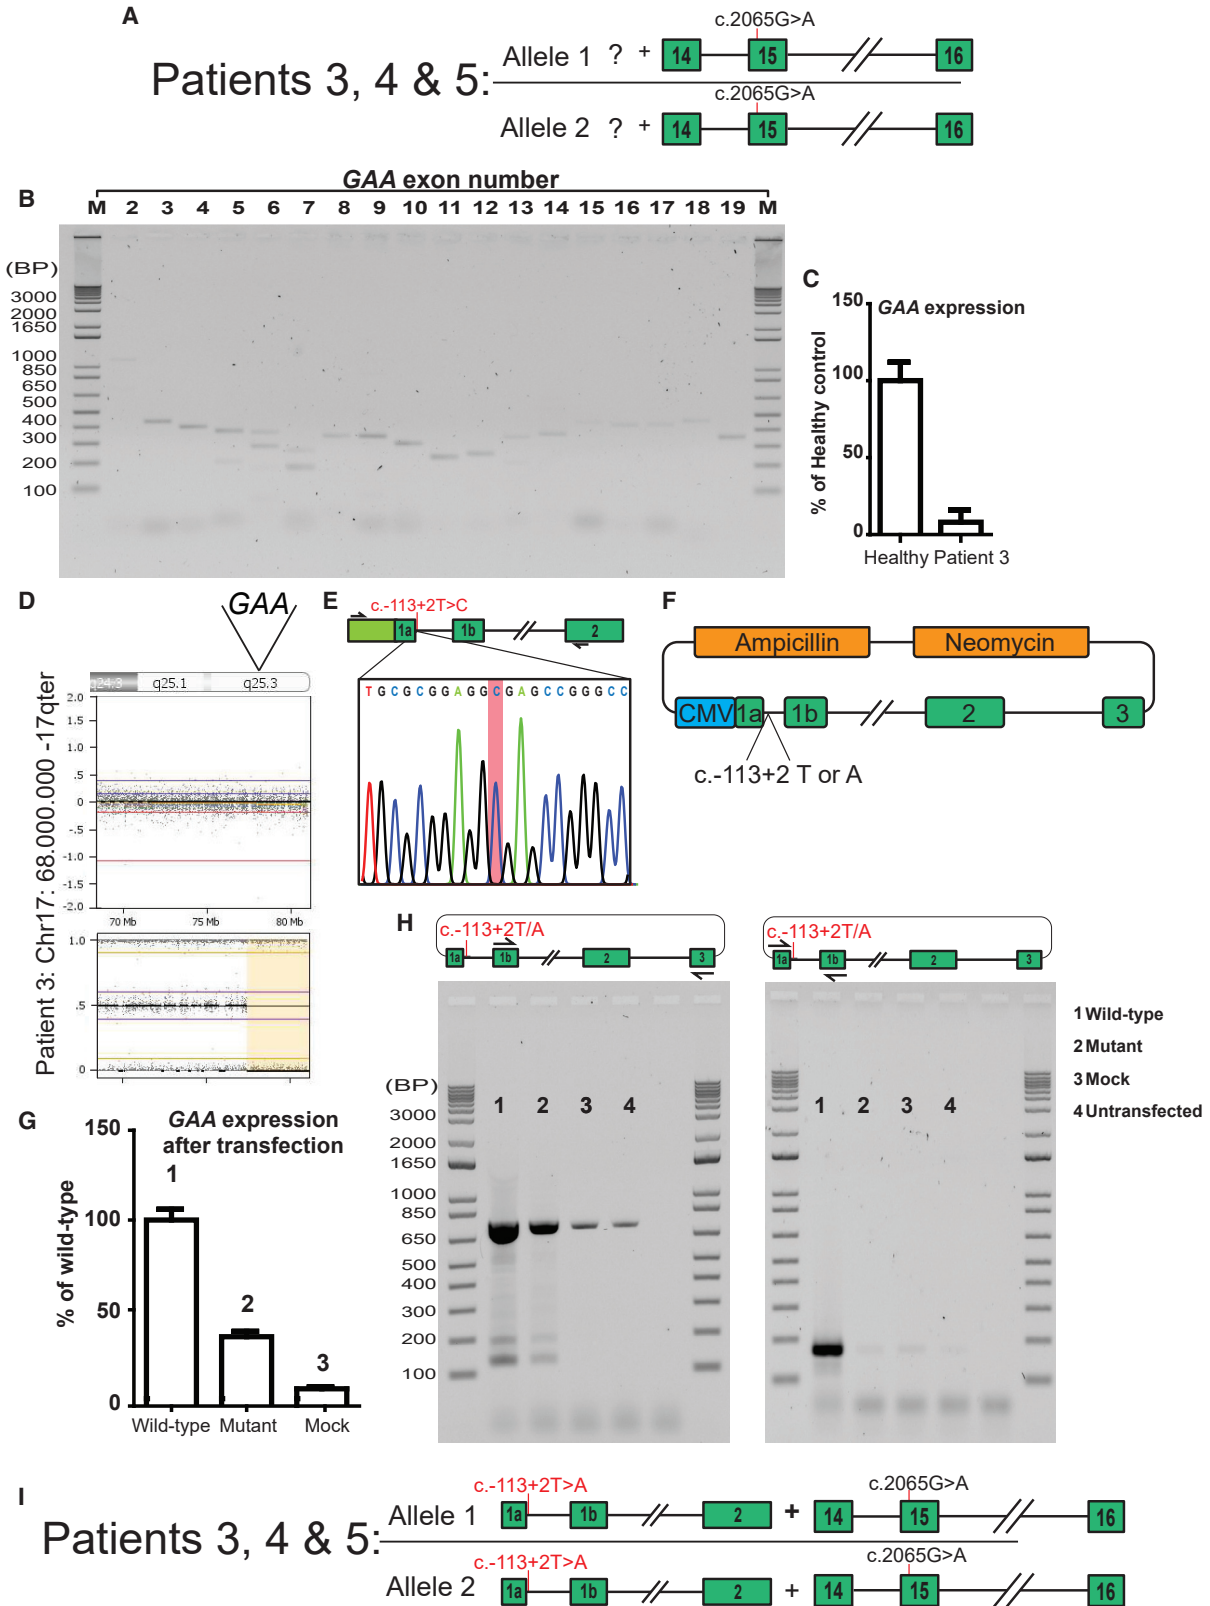 A
c.2065G>A
Allele 1 ? + 14 15 16
Patients 3, 4 & 5:
c.2065G>A
Allele 2 ? + 14 15 16
B
GAA exon number
M 2 3 4 5 6 7 8 9 10 11 12 13 14 15 16 17 18 19 M
(BP)
3000
2000
1650
1000
850
650
500
400
300
200
100
C
GAA expression
% of Healthy control
150
100
50
0
Healthy Patient 3
D
GAA
q24.3 q25.1 q25.3
Patient 3: Chr17: 68.000.000 -17qter
2.0
1.5
1.0
.5
0
-.5
-1.0
-1.5
-2.0
70 Mb 75 Mb 80 Mb
1.0
.5
0
E
c.-113+2T>C
1a 1b 2
T G C G C G G A G G C G A G C C G G G C C
F
Ampicillin Neomycin
CMV 1a 1b 2 3
c.-113+2 T or A
G
GAA expression
after transfection
% of wild-type
150
100
50
0
1
2
3
Wild-type Mutant Mock
H
c.-113+2T/A
1a 1b 2 3
c.-113+2T/A
1a 1b 2 3
(BP)
3000
2000
1650
1000
850
650
500
400
300
200
100
1 2 3 4
1 2 3 4
1 Wild-type
2 Mutant
3 Mock
4 Untransfected
I
c.-113+2T>A c.2065G>A
Allele 1 1a 1b 2 + 14 15 16
Patients 3, 4 & 5:
c.-113+2T>A c.2065G>A
Allele 2 1a 1b 2 + 14 15 16